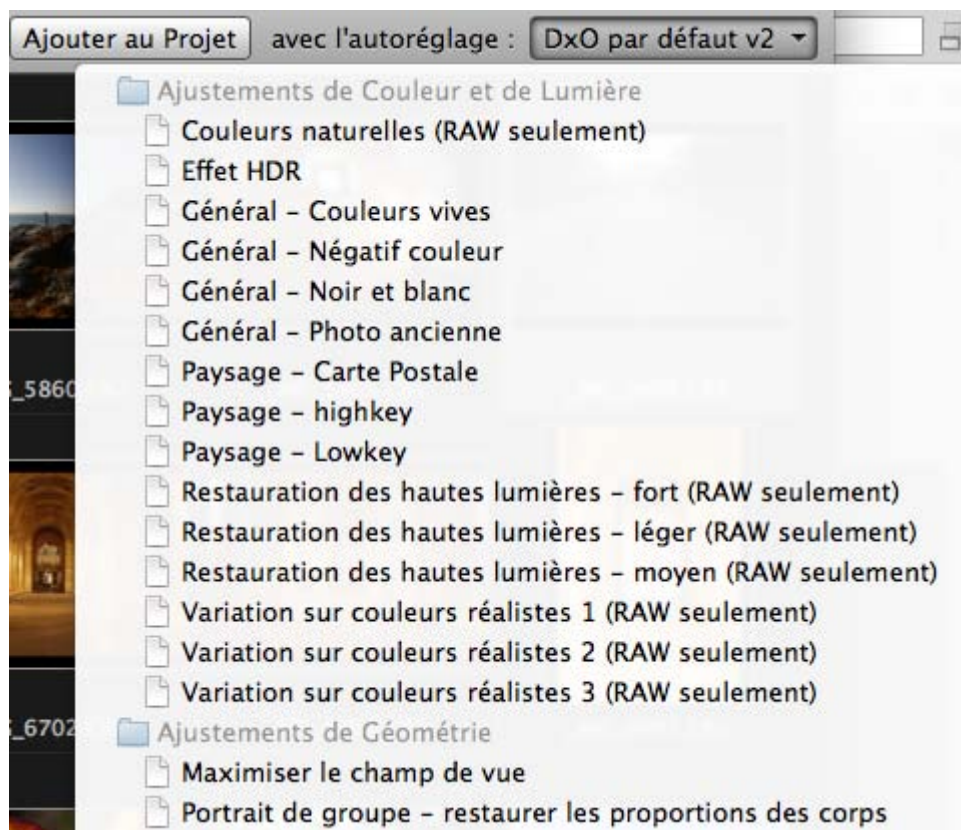 Ajouter au Projet avec l'autoréglage : DxO par défaut v2
Ajustements de Couleur et de Lumière
Couleurs naturelles (RAW seulement)
Effet HDR
Général – Couleurs vives
Général – Négatif couleur
Général – Noir et blanc
Général – Photo ancienne
Paysage – Carte Postale
_5860
Paysage – highkey
Paysage – Lowkey
Restauration des hautes lumières – fort (RAW seulement)
Restauration des hautes lumières – léger (RAW seulement)
Restauration des hautes lumières – moyen (RAW seulement)
Variation sur couleurs réalistes 1 (RAW seulement)
Variation sur couleurs réalistes 2 (RAW seulement)
Variation sur couleurs réalistes 3 (RAW seulement)
_6702
Ajustements de Géométrie
Maximiser le champ de vue
Portrait de groupe – restaurer les proportions des corps